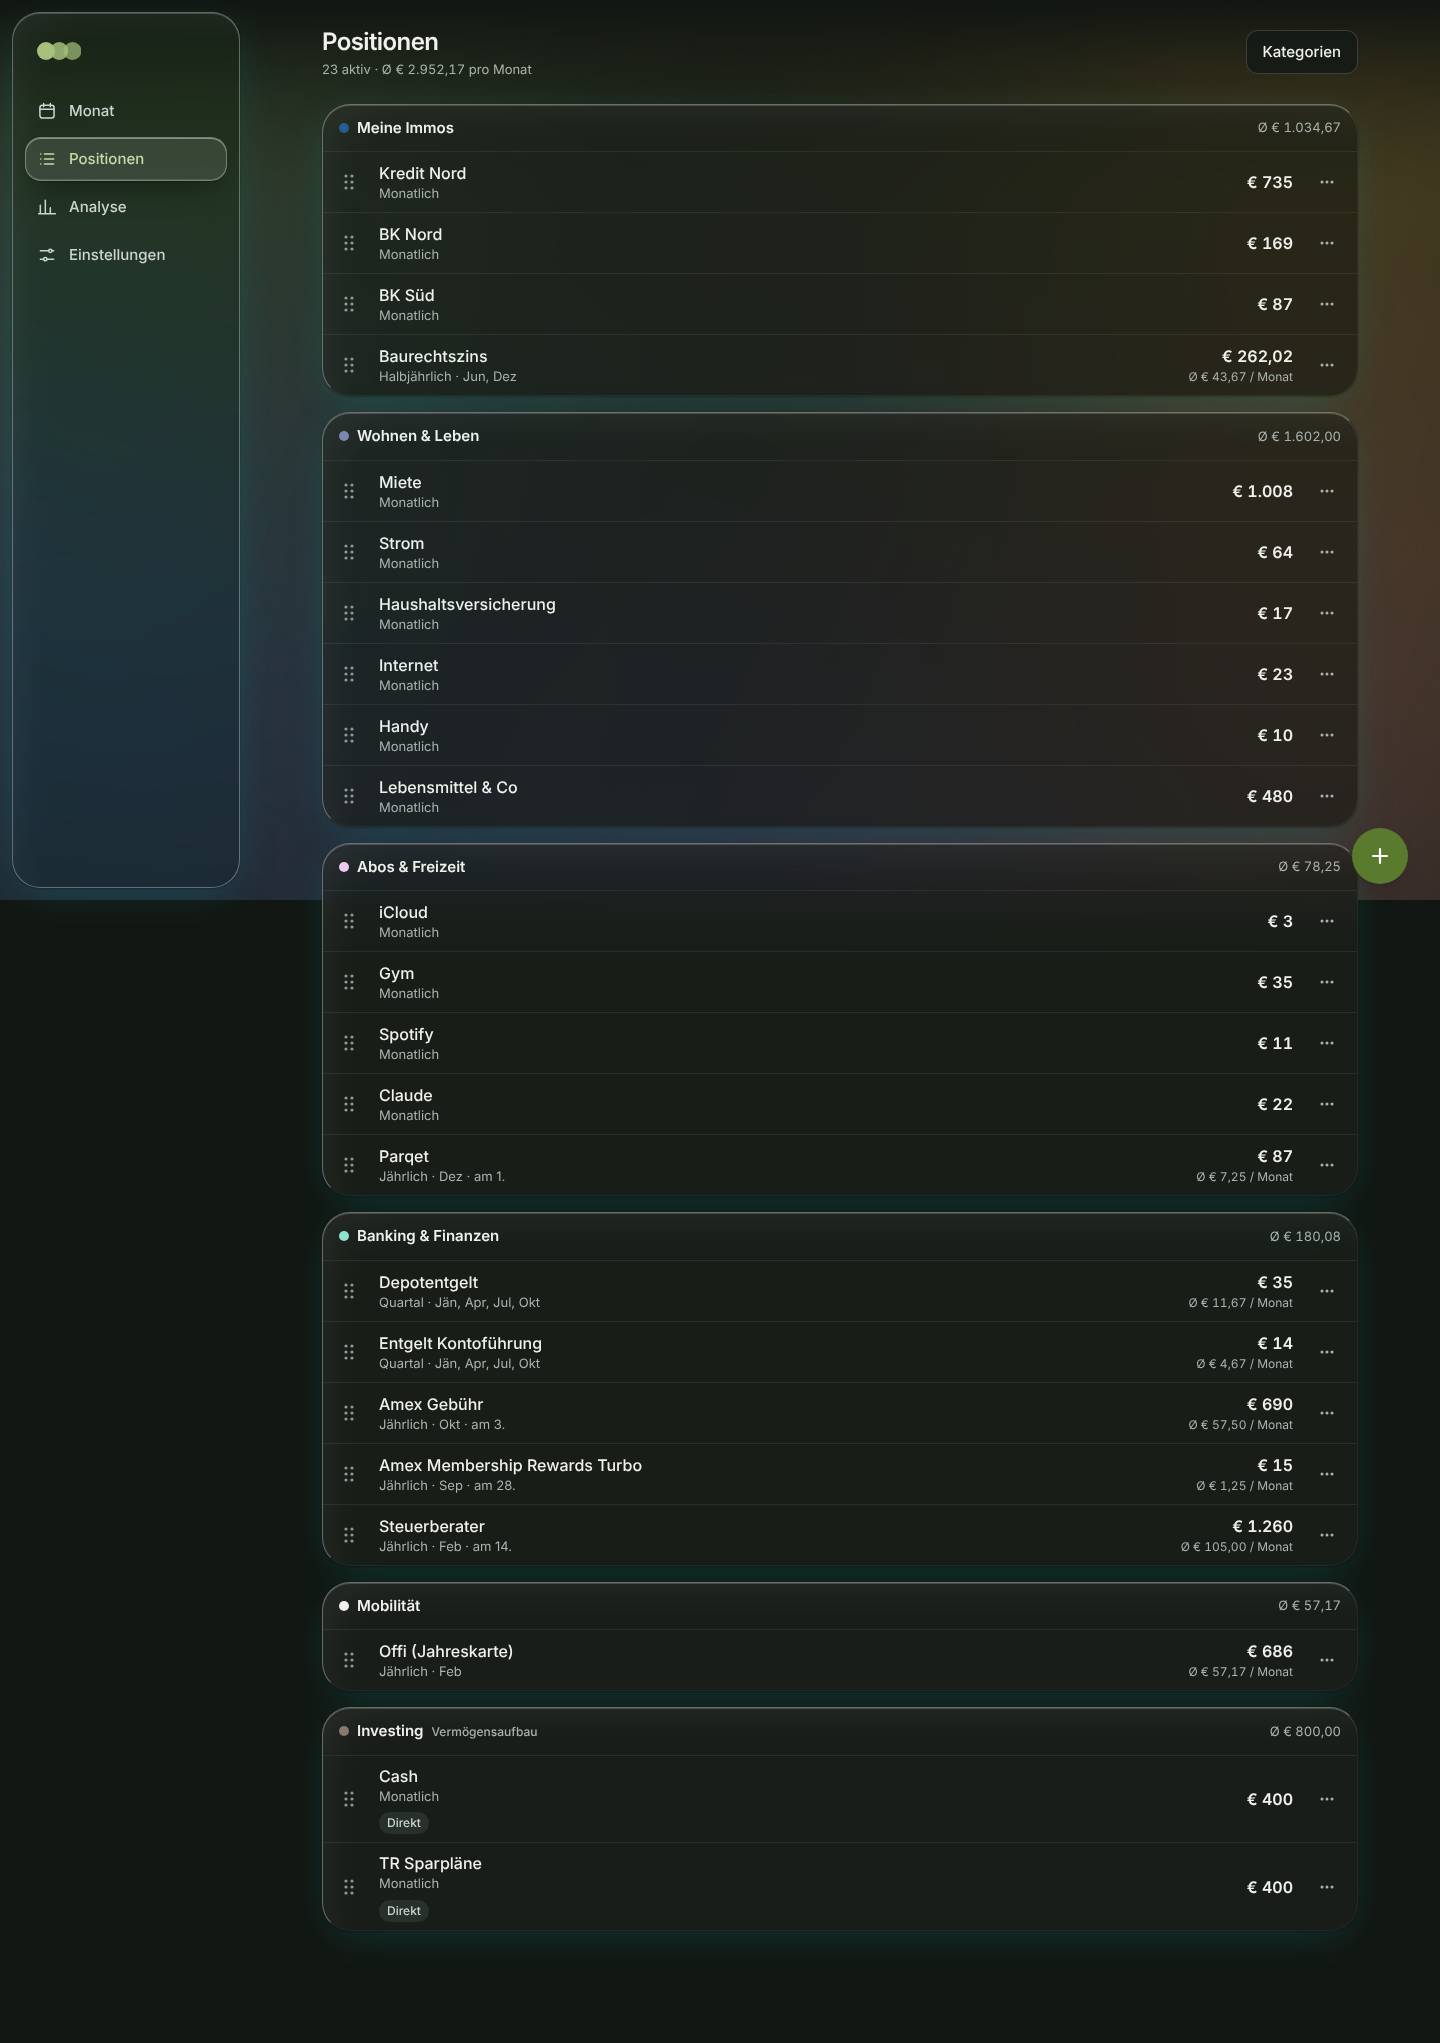 Monat
Positionen
Analyse
Einstellungen
Positionen
23 aktiv · Ø € 2.952,17 pro Monat
Kategorien
Meine Immos Ø € 1.034,67
Kredit Nord
Monatlich
€ 735
BK Nord
Monatlich
€ 169
BK Süd
Monatlich
€ 87
Baurechtszins
Halbjährlich · Jun, Dez
€ 262,02
Ø € 43,67 / Monat
Wohnen & Leben Ø € 1.602,00
Miete
Monatlich
€ 1.008
Strom
Monatlich
€ 64
Haushaltsversicherung
Monatlich
€ 17
Internet
Monatlich
€ 23
Handy
Monatlich
€ 10
Lebensmittel & Co
Monatlich
€ 480
Abos & Freizeit Ø € 78,25
iCloud
Monatlich
€ 3
Gym
Monatlich
€ 35
Spotify
Monatlich
€ 11
Claude
Monatlich
€ 22
Parqet
Jährlich · Dez · am 1.
€ 87
Ø € 7,25 / Monat
Banking & Finanzen Ø € 180,08
Depotentgelt
Quartal · Jän, Apr, Jul, Okt
€ 35
Ø € 11,67 / Monat
Entgelt Kontoführung
Quartal · Jän, Apr, Jul, Okt
€ 14
Ø € 4,67 / Monat
Amex Gebühr
Jährlich · Okt · am 3.
€ 690
Ø € 57,50 / Monat
Amex Membership Rewards Turbo
Jährlich · Sep · am 28.
€ 15
Ø € 1,25 / Monat
Steuerberater
Jährlich · Feb · am 14.
€ 1.260
Ø € 105,00 / Monat
Mobilität Ø € 57,17
Offi (Jahreskarte)
Jährlich · Feb
€ 686
Ø € 57,17 / Monat
Investing Vermögensaufbau Ø € 800,00
Cash
Monatlich
Direkt
€ 400
TR Sparpläne
Monatlich
Direkt
€ 400